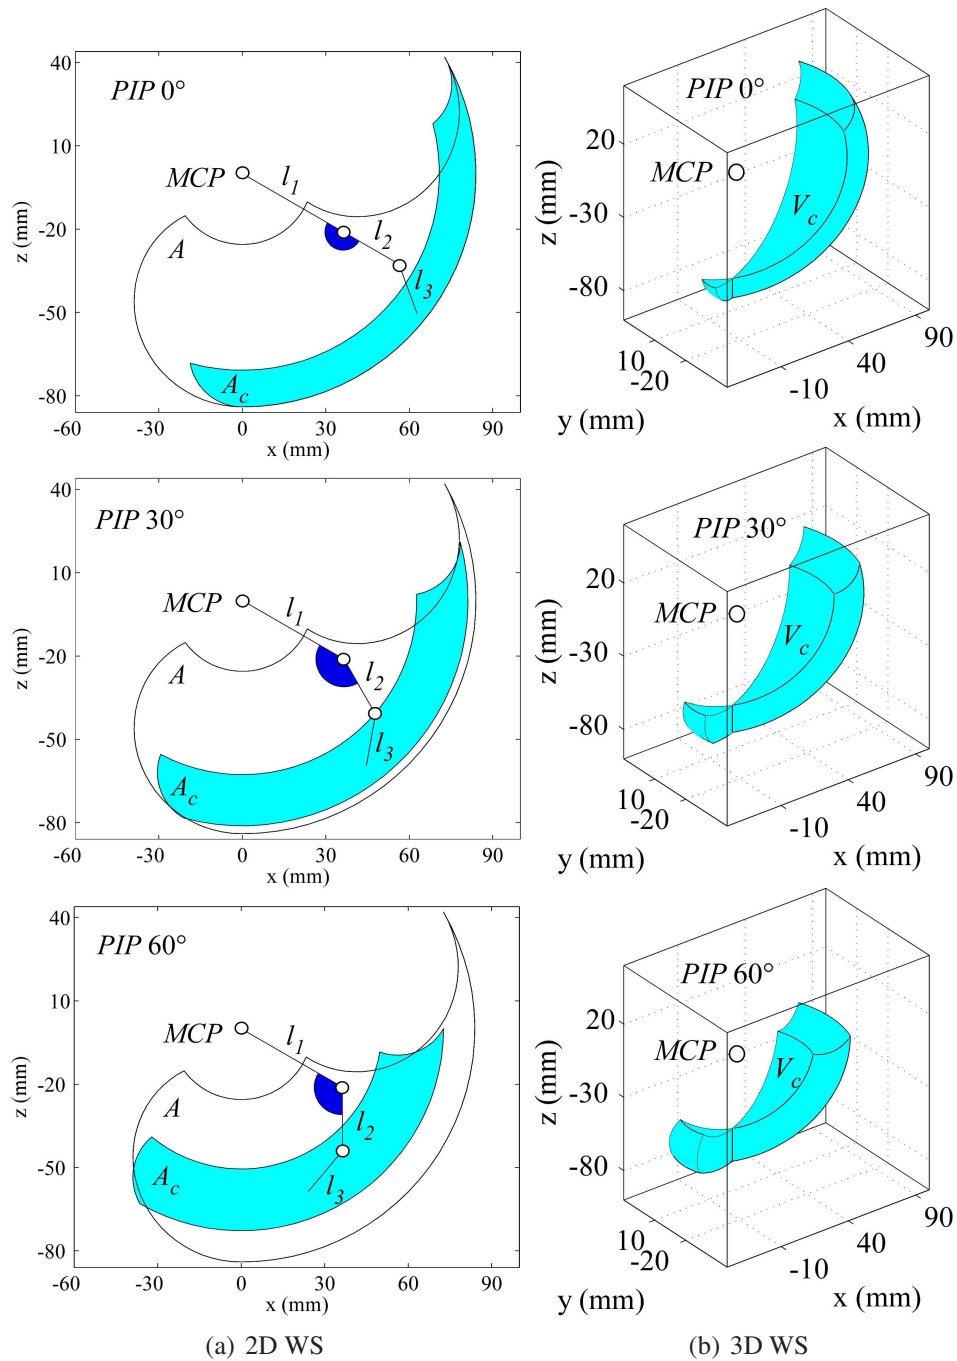 40
10
-20
-50
-80
z (mm)
PIP 0°
MCP
l1
l2
l3
A
Ac
-60 -30 0 30 60 90
x (mm)
PIP 0°
MCP
Vc
20
-30
-80
z (mm)
10
-20
y (mm)
-10
40
90
x (mm)
40
10
-20
-50
-80
z (mm)
PIP 30°
MCP
l1
l2
l3
A
Ac
-60 -30 0 30 60 90
x (mm)
PIP 30°
MCP
Vc
20
-30
-80
z (mm)
10
-20
y (mm)
-10
40
90
x (mm)
40
10
-20
-50
-80
z (mm)
PIP 60°
MCP
l1
l2
l3
A
Ac
-60 -30 0 30 60 90
x (mm)
PIP 60°
MCP
Vc
20
-30
-80
z (mm)
10
-20
y (mm)
-10
40
90
x (mm)
(a) 2D WS
(b) 3D WS